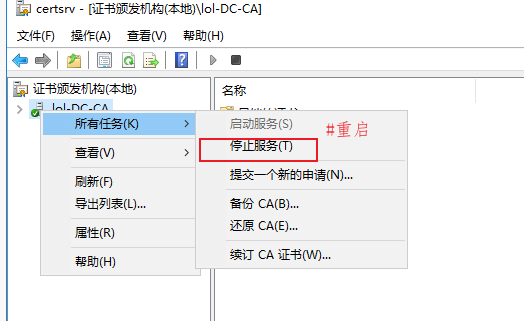 certsrv - [证书颁发机构(本地)\lol-DC-CA]
文件(F) 操作(A) 查看(V) 帮助(H)
证书颁发机构(本地)
名称
lol-DC-CA
所有任务(K)
启动服务(S)
#重启
停止服务(T)
查看(V)
提交一个新的申请(N)...
刷新(F)
导出列表(L)...
备份 CA(B)...
还原 CA(E)...
属性(R)
续订 CA 证书(W)...
帮助(H)